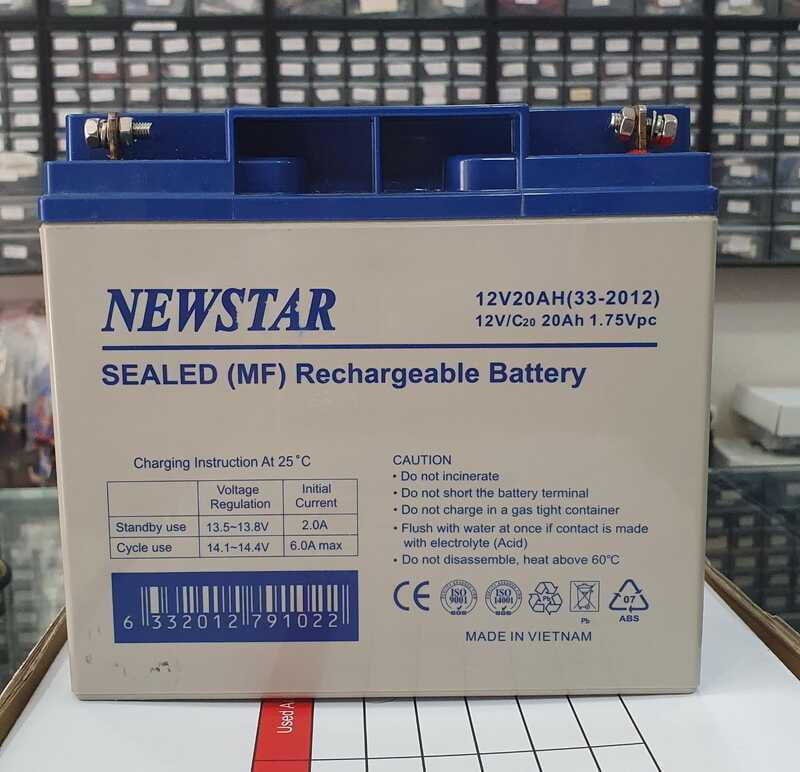 NEWSTAR
12V20AH(33-2012)
12V/C20 20Ah 1.75Vpc
SEALED (MF) Rechargeable Battery
Charging Instruction At 25°C
Voltage Regulation Initial Current
Standby use 13.5~13.8V 2.0A
Cycle use 14.1~14.4V 6.0A max
6 332012 791022
CAUTION
• Do not incinerate
• Do not short the battery terminal
• Do not charge in a gas tight container
• Flush with water at once if contact is made
with electrolyte (Acid)
• Do not disassemble, heat above 60°C
CE ISO 9001 SGS ISO 14001 SGS Pb Pb 07 ABS
MADE IN VIETNAM
Used A